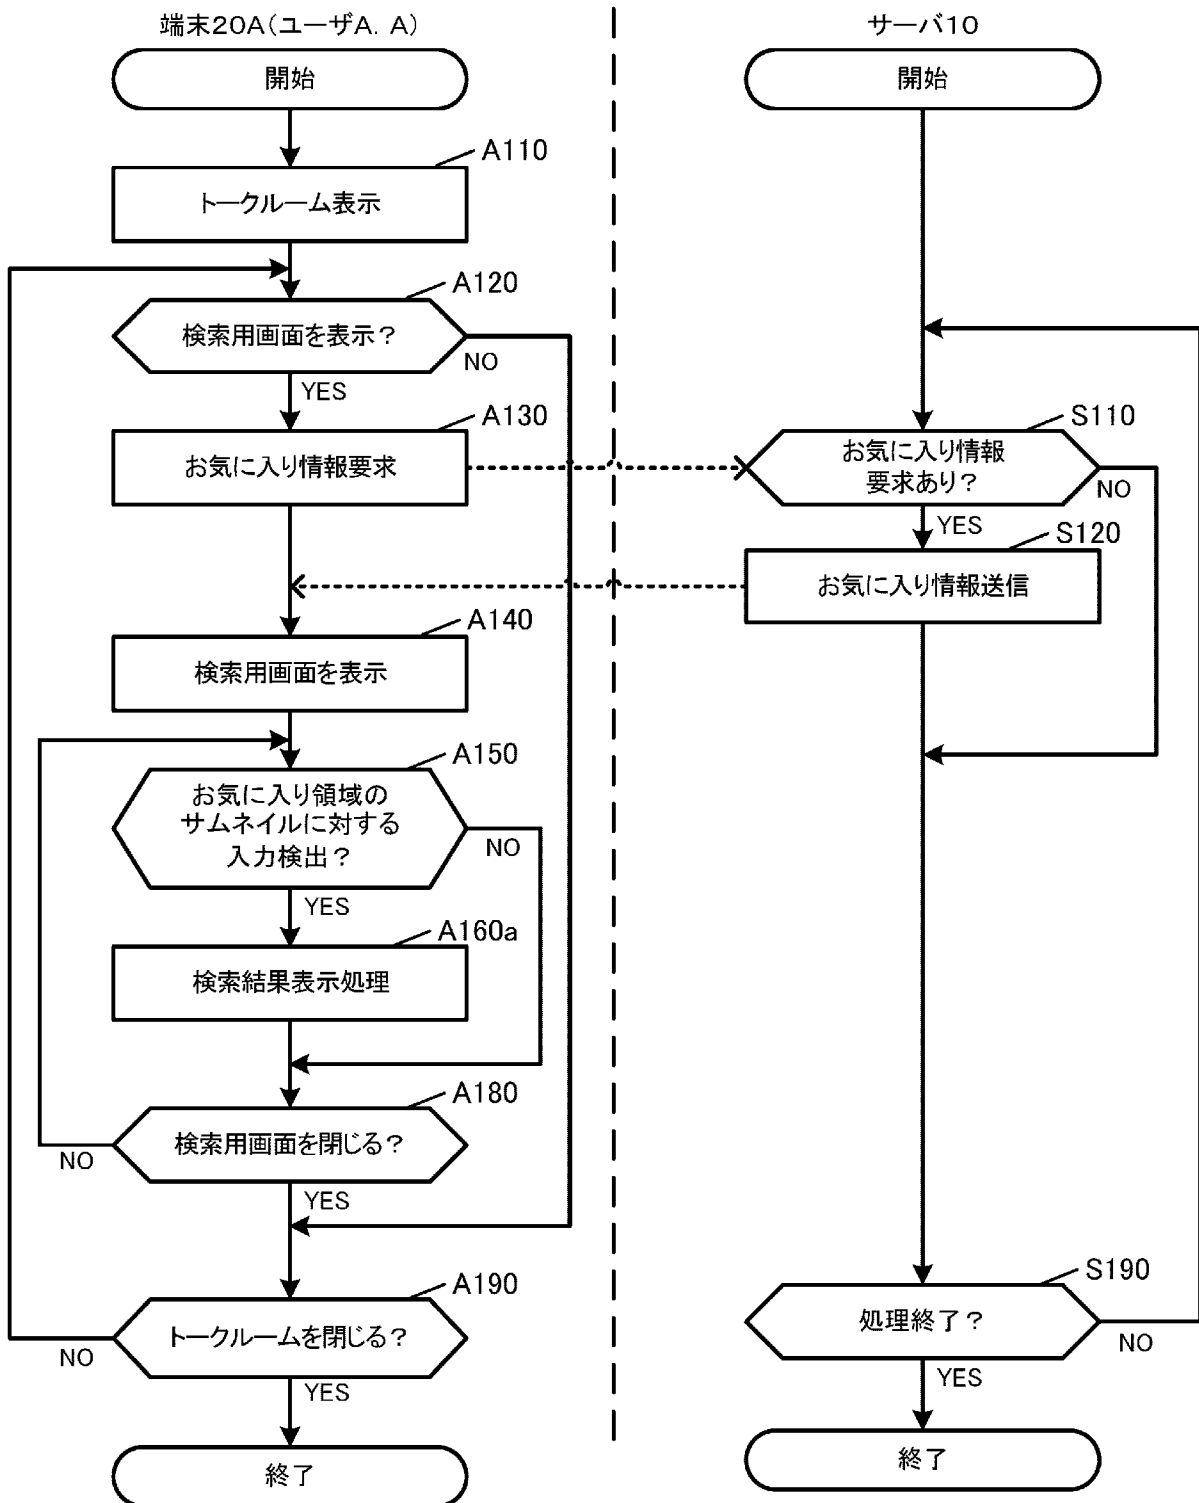 端末20A(ユーザA. A)
開始
A110
トークルーム表示
A120
検索用画面を表示?
NO
YES
A130
お気に入り情報要求
A140
検索用画面を表示
A150
お気に入り領域の
サムネイルに対する
入力検出?
NO
YES
A160a
検索結果表示処理
A180
検索用画面を閉じる?
NO
YES
A190
トークルームを閉じる?
NO
YES
終了
サーバ10
開始
S110
お気に入り情報
要求あり?
NO
YES
S120
お気に入り情報送信
S190
処理終了?
NO
YES
終了